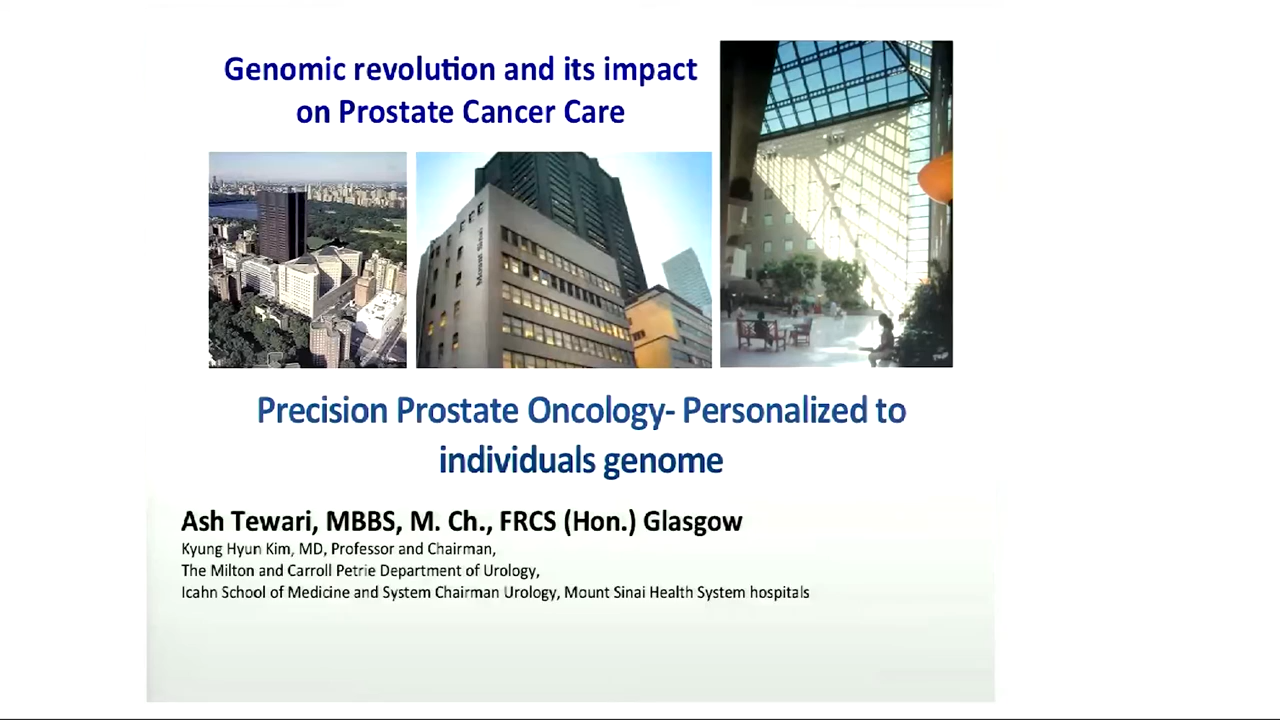 Genomic revolution and its impact
on Prostate Cancer Care
Mount Sinai
Precision Prostate Oncology- Personalized to
individuals genome
Ash Tewari, MBBS, M. Ch., FRCS (Hon.) Glasgow
Kyung Hyun Kim, MD, Professor and Chairman,
The Milton and Carroll Petrie Department of Urology,
Icahn School of Medicine and System Chairman Urology, Mount Sinai Health System hospitals